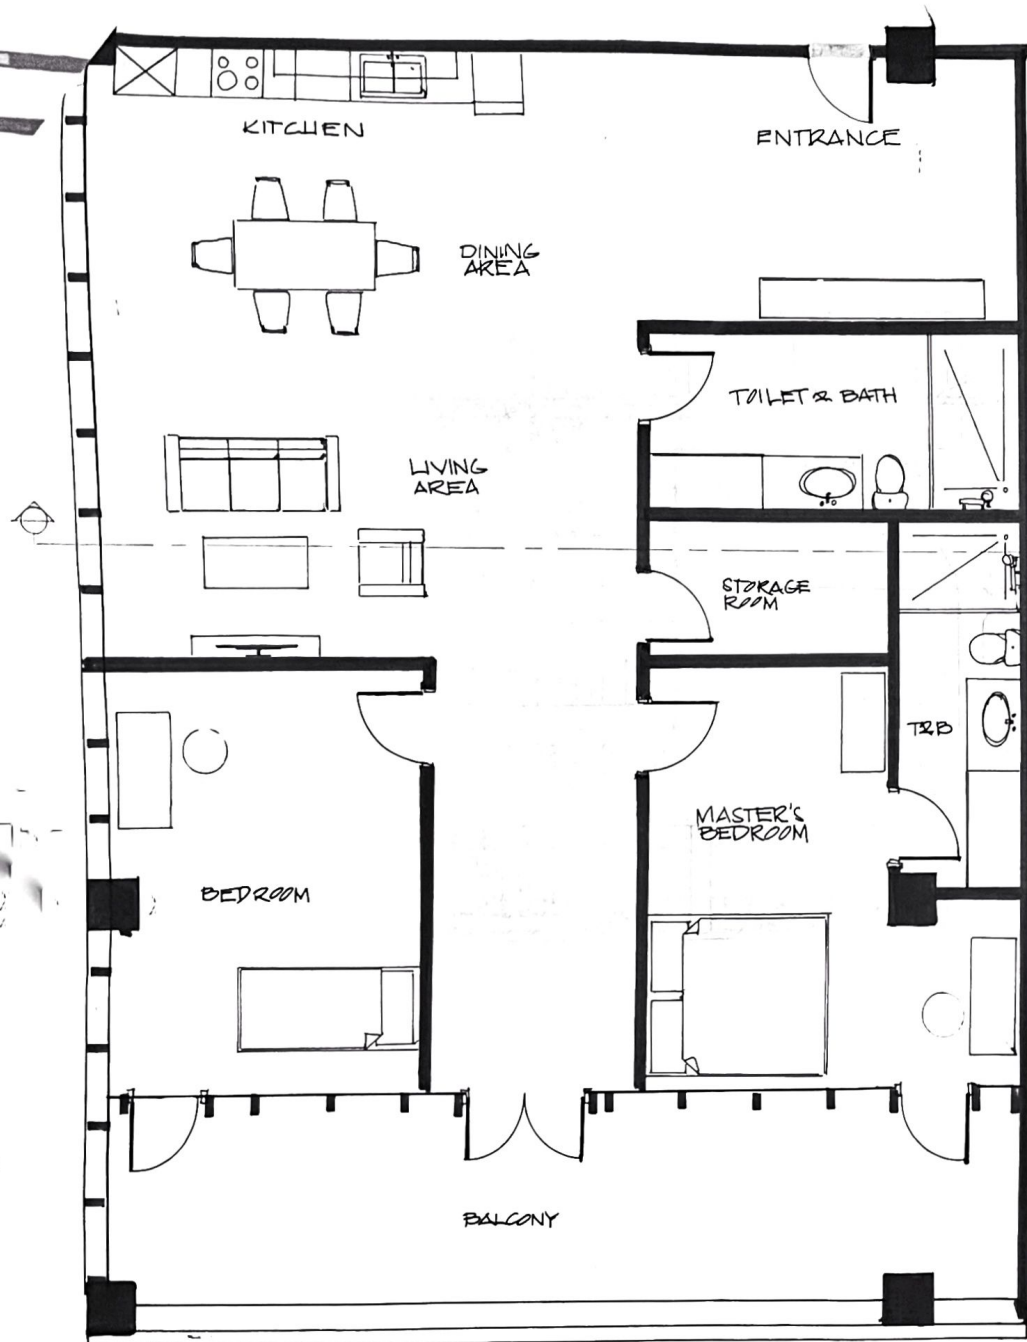 KITCHEN
ENTRANCE
DINING
AREA
TOILET & BATH
LIVING
AREA
STORAGE
ROOM
T&B
MASTER'S
BEDROOM
BEDROOM
BALCONY